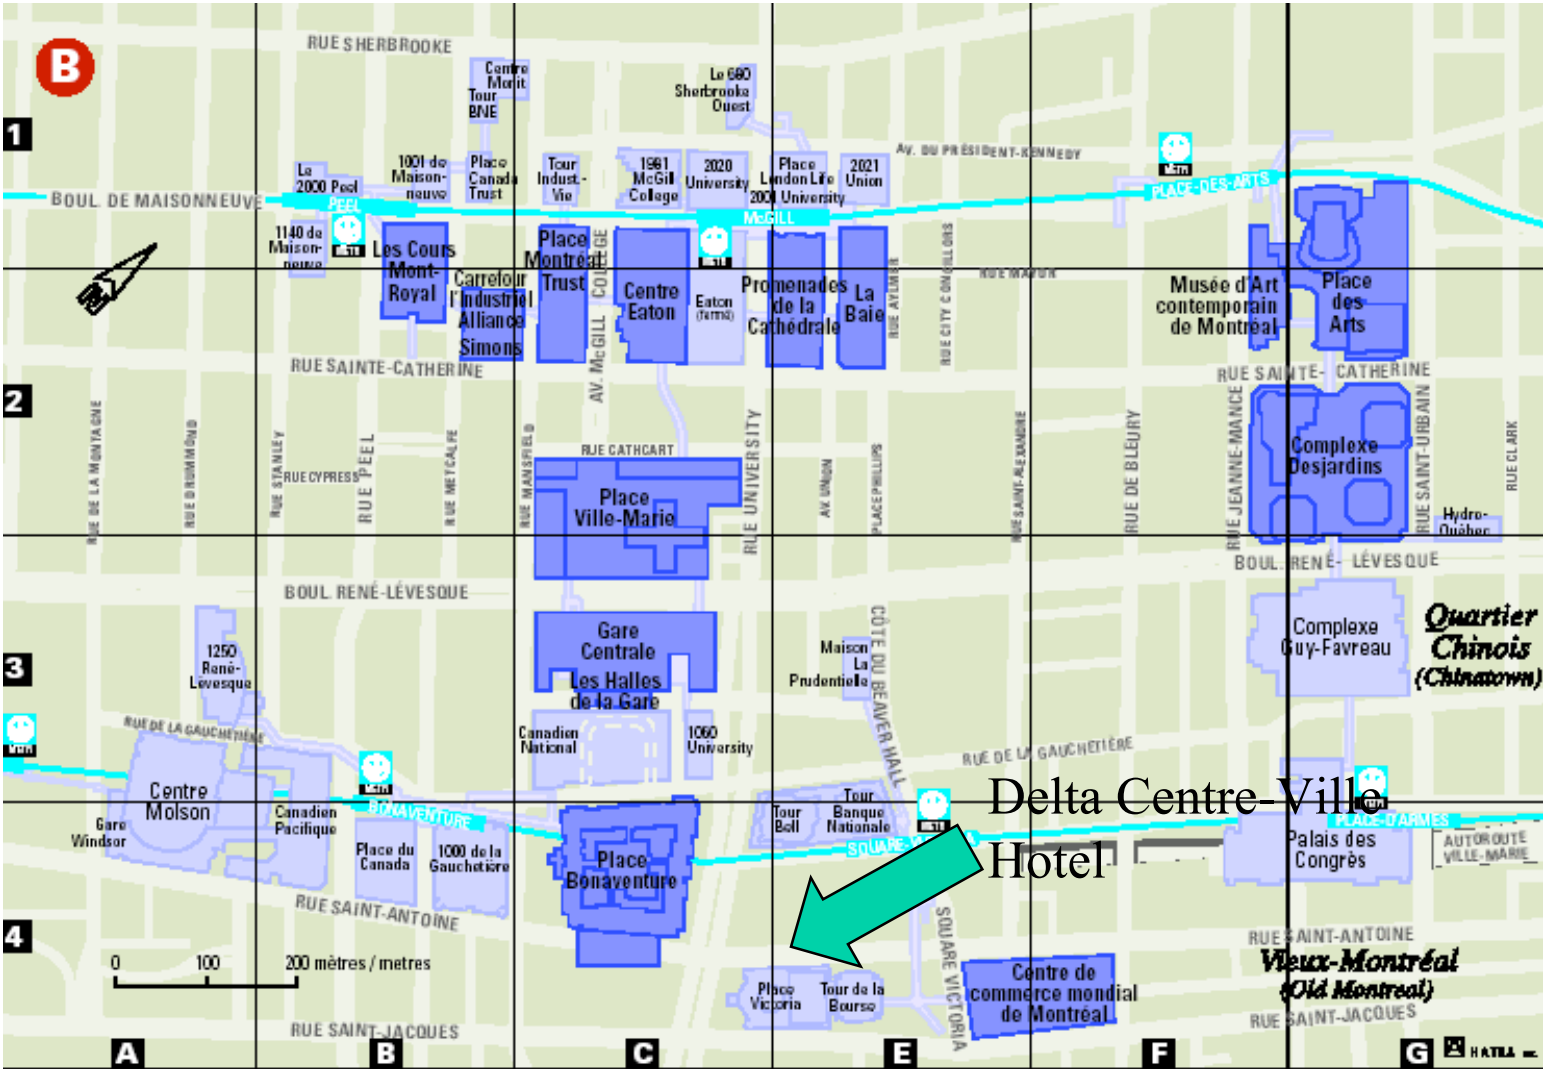 B
RUE SHERBROOKE
Centre
Monit
Tour
BNE
Le 680
Sherbrooke
Ouest
1
AV. DU PRÉSIDENT-KENNEDY
Le
2000 Peel
1001 de
Maison-
neuve
Place
Canada
Trust
Tour
Indust.-
Vie
1981
McGill
College
2020
University
Place
London Life
2001 University
2021
Union
BOUL. DE MAISONNEUVE
PEEL
McGILL
PLACE-DES-ARTS
1140 de
Maison-
neuve
Les Cours
Mont-
Royal
Carrefour
l'Industriel
Alliance
Simons
Place
Montréal
Trust
AV. McGILL COLLEGE
Centre
Eaton
Eaton
(fermé)
Promenades
de la
Cathédrale
La
Baie
RUE AYLMER
RUE CITY COUNCILLORS
RUE MAYOR
Musée d'Art
contemporain
de Montréal
Place
des
Arts
RUE SAINTE-CATHERINE
RUE SAINTE- CATHERINE
2
RUE DE LA MONTAGNE
RUE DRUMMOND
RUE STANLEY
RUE CYPRESS
RUE PEEL
RUE METCALFE
RUE MANSFIELD
RUE CATHCART
Place
Ville-Marie
RUE UNIVERSITY
AV. UNION
PLACE PHILLIPS
RUE SAINT-ALEXANDRE
RUE DE BLEURY
RUE JEANNE-MANCE
Complexe
Desjardins
RUE SAINT-URBAIN
RUE CLARK
Hydro-
Québec
BOUL. RENÉ-LÉVESQUE
BOUL. RENÉ- LÉVESQUE
3
1250
René-
Lévesque
Gare
Centrale
Les Halles
de la Gare
Maison
La
Prudentielle
CÔTE DU BEAVER HALL
Complexe
Guy-Favreau
Quartier
Chinois
(Chinatown)
RUE DE LA GAUCHETIÈRE
Canadien
National
1060
University
RUE DE LA GAUCHETIÈRE
Centre
Molson
Gare
Windsor
Canadien
Pacifique
BONAVENTURE
Place du
Canada
1000 de la
Gauchetière
Place
Bonaventure
Tour
Bell
Tour
Banque
Nationale
Delta Centre-Ville
Hotel
PLACE-D'ARMES
Palais des
Congrès
AUTOROUTE
VILLE-MARIE
RUE SAINT-ANTOINE
4
0 100 200 mètres / metres
Place
Victoria
Tour de la
Bourse
SQUARE VICTORIA
Centre de
commerce mondial
de Montréal
RUE SAINT-ANTOINE
Vieux-Montréal
(Old Montreal)
RUE SAINT-JACQUES
RUE SAINT-JACQUES
A B C E F G